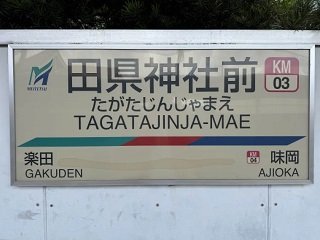 MEITETSU
田県神社前
KM
03
たがたじんじゃまえ
TAGATAJINJA-MAE
楽田
GAKUDEN
KM
04
味岡
AJIOKA